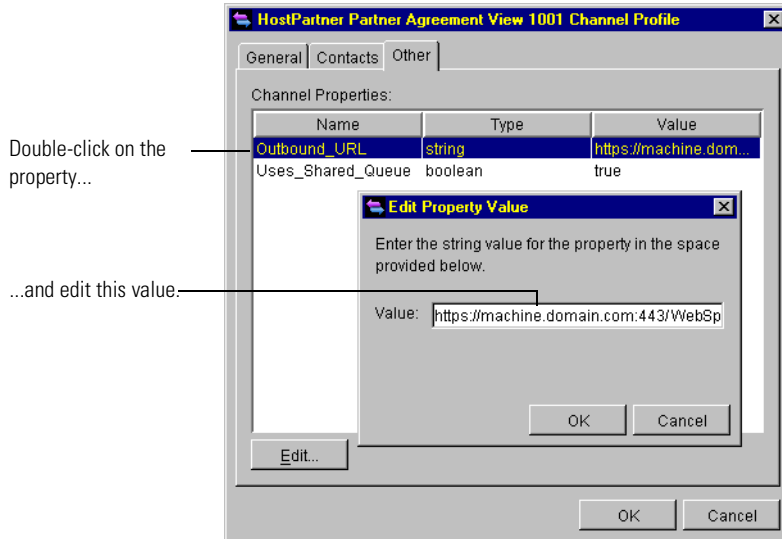 HostPartner Partner Agreement View 1001 Channel Profile
General Contacts Other
Channel Properties:
Name Type Value
Double-click on the
property...
Outbound_URL string https://machine.dom...
Uses_Shared_Queue boolean true
Edit Property Value
Enter the string value for the property in the space
provided below.
...and edit this value.
Value: https://machine.domain.com:443/WebSp
OK Cancel
Edit...
OK Cancel